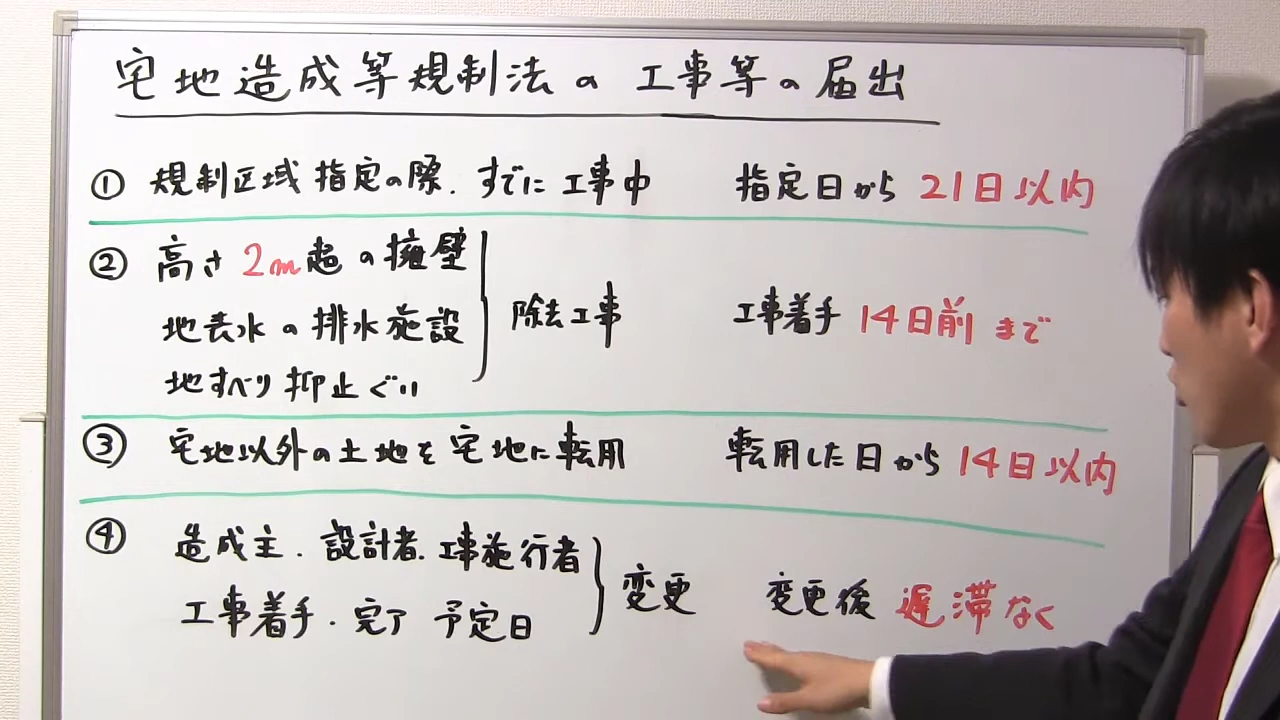 宅地造成等規制法の工事等の届出
① 規制区域指定の際、すでに工事中 指定日から 21日以内
② 高さ 2m超の擁壁
地表水の排水施設 除去工事 工事着手 14日前まで
地すべり抑止ぐい
③ 宅地以外の土地を宅地に転用 転用した日から 14日以内
④ 造成主・設計者・工事施行者
変更 変更後 遅滞なく
工事着手・完了 予定日